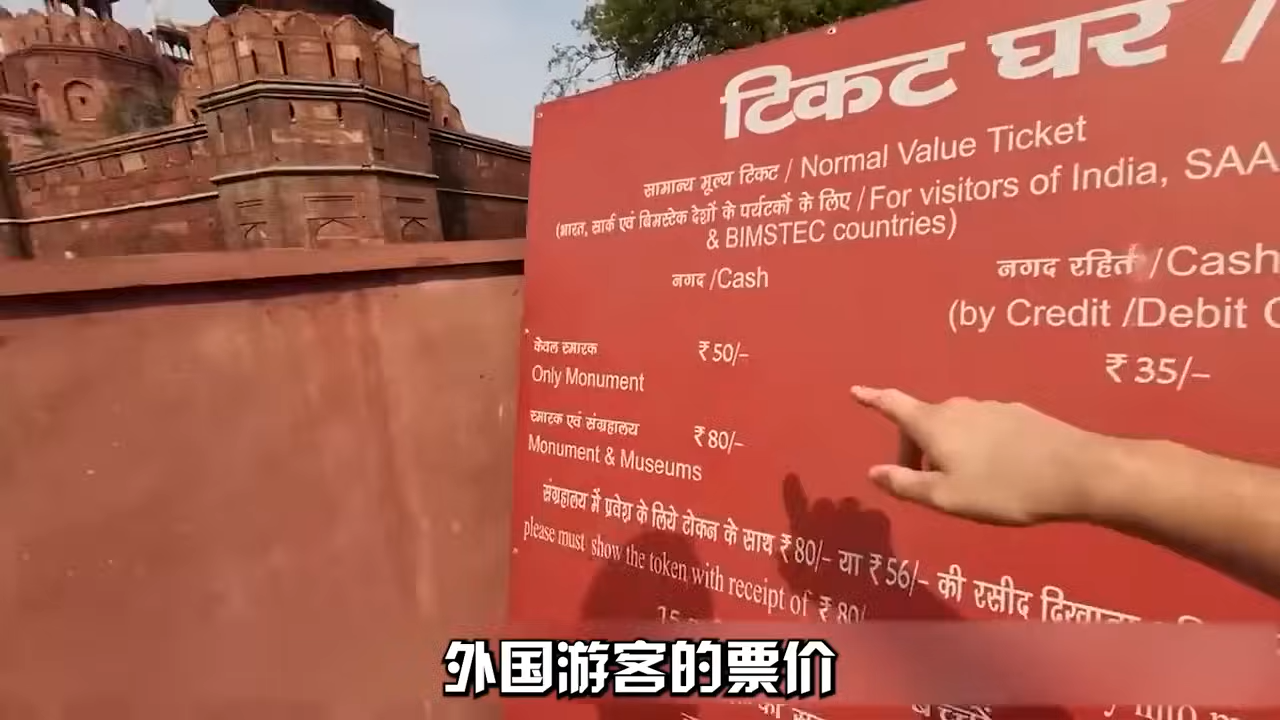 टिकट घर /
सामान्य मूल्य टिकट / Normal Value Ticket
(भारत, सार्क एवं बिमस्टेक देशों के पर्यटकों के लिए / For visitors of India, SAA
& BIMSTEC countries)
नगद /Cash
नगद रहित /Cash
(by Credit /Debit C
केवल स्मारक
Only Monument
₹ 50/-
₹ 35/-
स्मारक एवं संग्रहालय
Monument & Museums
₹ 80/-
संग्रहालय में प्रवेश के लिये टोकन के साथ ₹ 80/- या ₹ 56/- की रसीद
please must show the token with receipt of ₹ 80/
外国游客的票价